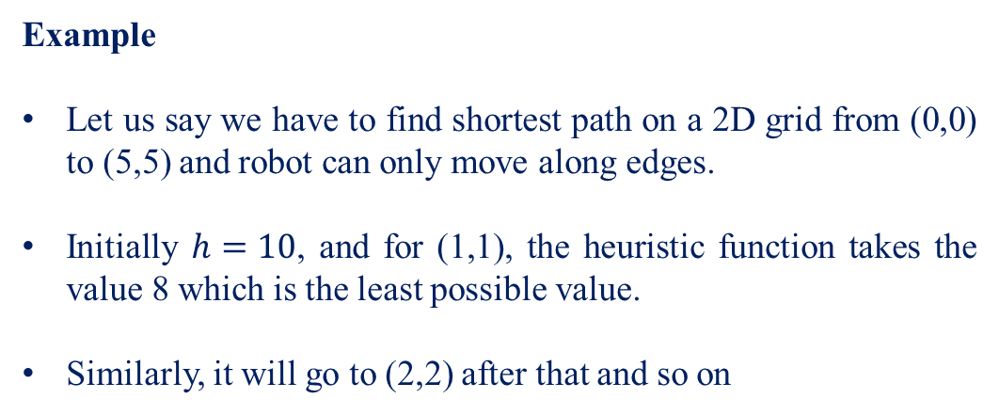 Example
• Let us say we have to find shortest path on a 2D grid from (0,0)
to (5,5) and robot can only move along edges.
• Initially ℎ = 10, and for (1,1), the heuristic function takes the
value 8 which is the least possible value.
• Similarly, it will go to (2,2) after that and so on